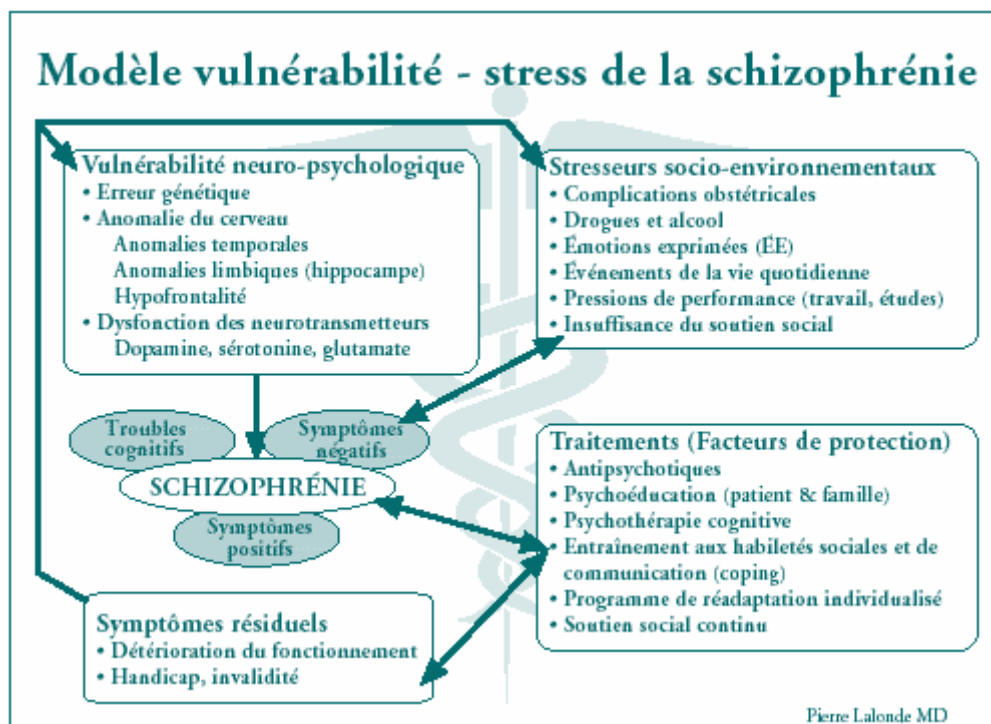 Modèle vulnérabilité - stress de la schizophrénie
Vulnérabilité neuro-psychologique
• Erreur génétique
• Anomalie du cerveau
Anomalies temporales
Anomalies limbiques (hippocampe)
Hypofrontalité
• Dysfonction des neurotransmetteurs
Dopamine, sérotonine, glutamate
Stresseurs socio-environnementaux
• Complications obstétricales
• Drogues et alcool
• Émotions exprimées (ÉE)
• Événements de la vie quotidienne
• Pressions de performance (travail, études)
• Insuffisance du soutien social
Troubles
cognitifs
Symptômes
négatifs
SCHIZOPHRÉNIE
Symptômes
positifs
Traitements (Facteurs de protection)
• Antipsychotiques
• Psychoéducation (patient & famille)
• Psychothérapie cognitive
• Entraînement aux habiletés sociales et de
communication (coping)
• Programme de réadaptation individualisé
• Soutien social continu
Symptômes résiduels
• Détérioration du fonctionnement
• Handicap, invalidité
Pierre Lalonde MD